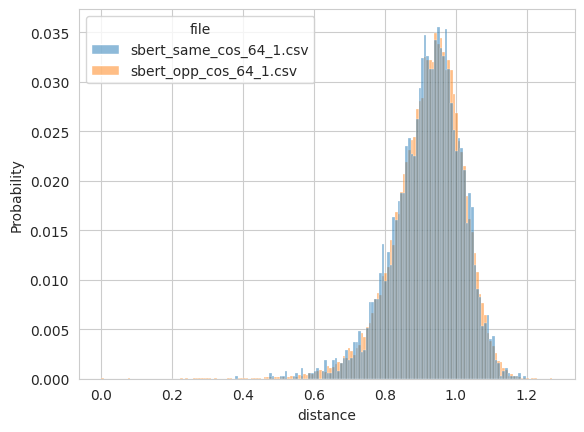 file
sbert_same_cos_64_1.csv
sbert_opp_cos_64_1.csv
Probability
0.035
0.030
0.025
0.020
0.015
0.010
0.005
0.000
0.0 0.2 0.4 0.6 0.8 1.0 1.2
distance